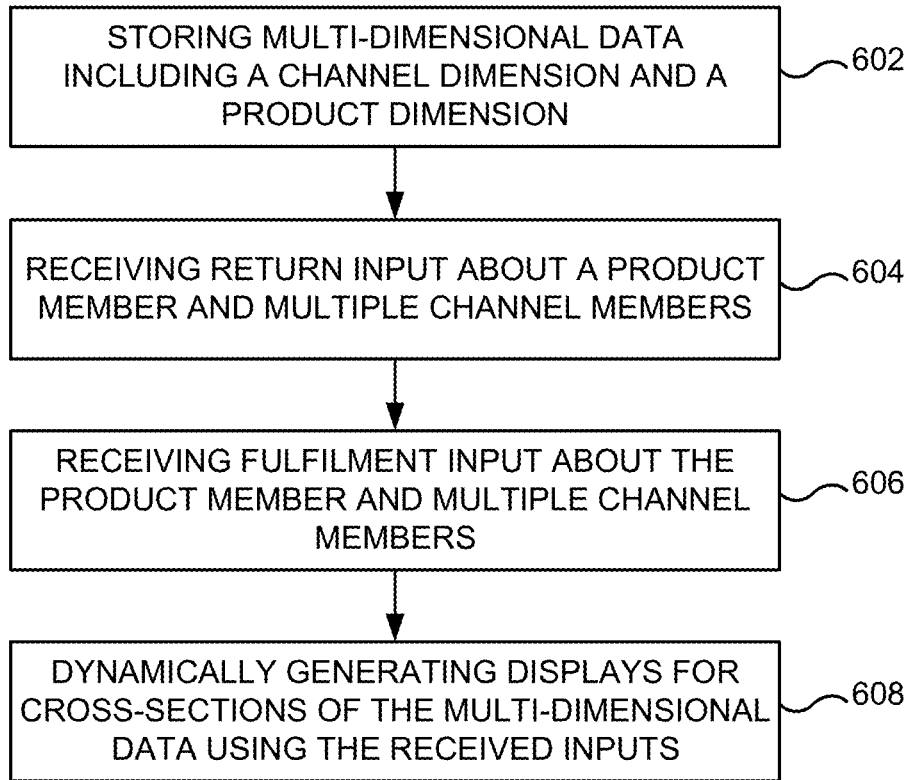 STORING MULTI-DIMENSIONAL DATA
INCLUDING A CHANNEL DIMENSION AND A
PRODUCT DIMENSION
602
RECEIVING RETURN INPUT ABOUT A PRODUCT
MEMBER AND MULTIPLE CHANNEL MEMBERS
604
RECEIVING FULFILMENT INPUT ABOUT THE
PRODUCT MEMBER AND MULTIPLE CHANNEL
MEMBERS
606
DYNAMICALLY GENERATING DISPLAYS FOR
CROSS-SECTIONS OF THE MULTI-DIMENSIONAL
DATA USING THE RECEIVED INPUTS
608